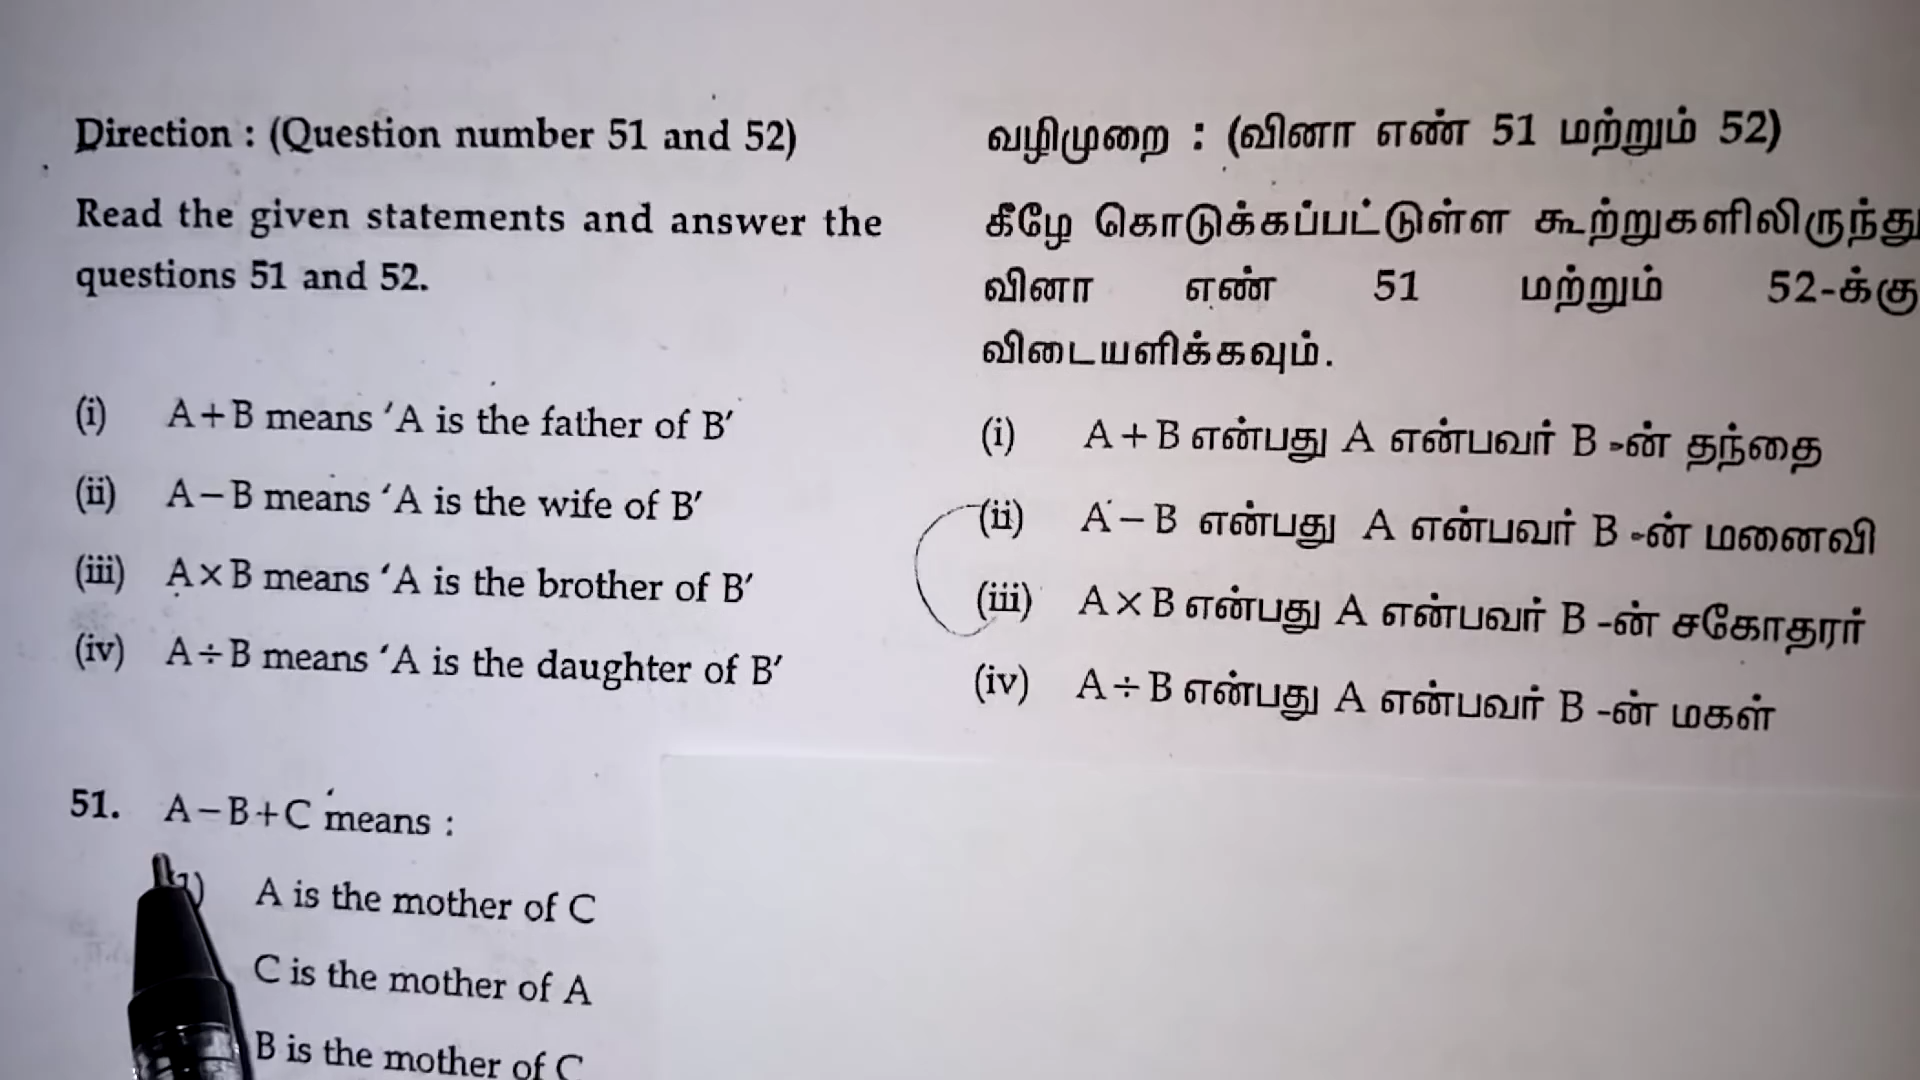 Direction : (Question number 51 and 52)
Read the given statements and answer the
questions 51 and 52.
(i) A+B means 'A is the father of B'
(ii) A−B means 'A is the wife of B'
(iii) A×B means 'A is the brother of B'
(iv) A÷B means 'A is the daughter of B'
51. A−B+C means :
A is the mother of C
C is the mother of A
B is the mother of C
வழிமுறை : (வினா எண் 51 மற்றும் 52)
கீழே கொடுக்கப்பட்டுள்ள கூற்றுகளிலிருந்து
வினா எண் 51 மற்றும் 52-க்கு
விடையளிக்கவும்.
(i) A+B என்பது A என்பவர் B -ன் தந்தை
(ii) A−B என்பது A என்பவர் B -ன் மனைவி
(iii) A×B என்பது A என்பவர் B -ன் சகோதரர்
(iv) A÷B என்பது A என்பவர் B -ன் மகள்